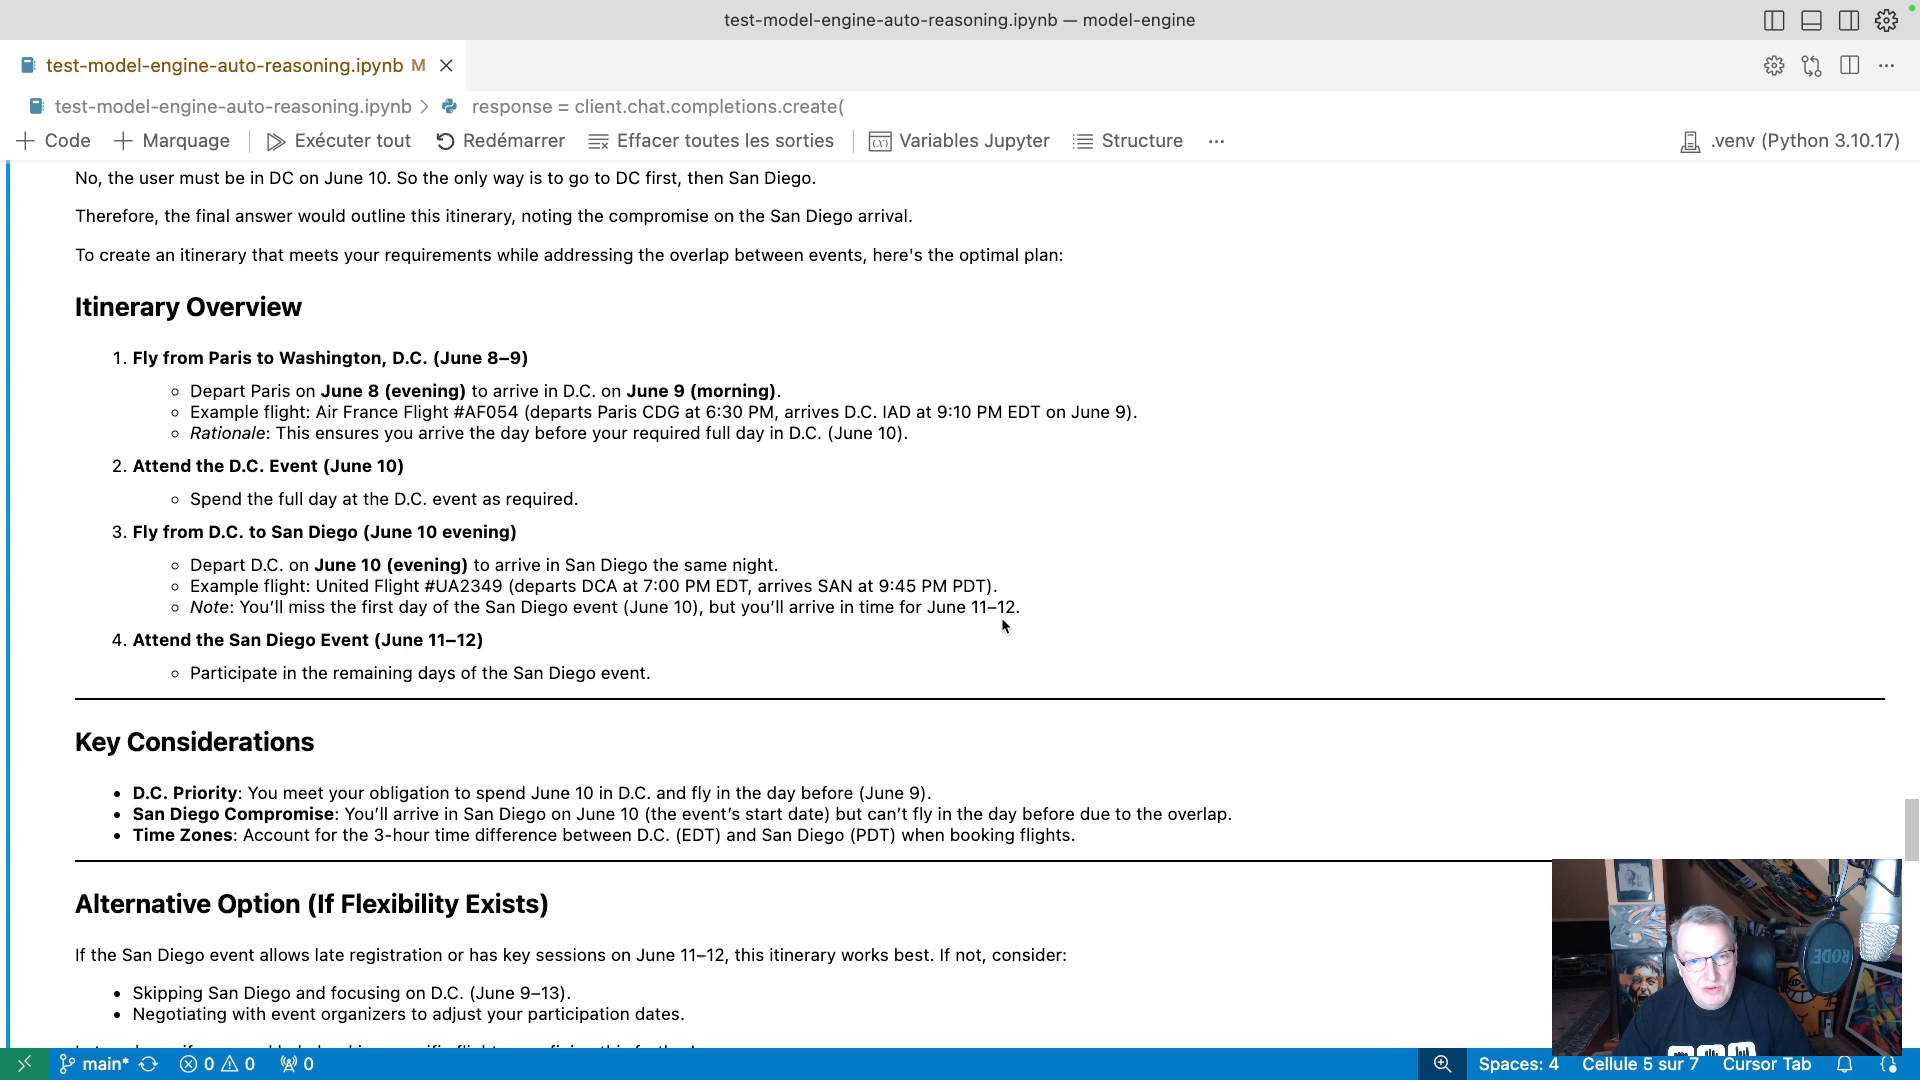 test-model-engine-auto-reasoning.ipynb — model-engine
test-model-engine-auto-reasoning.ipynb M
test-model-engine-auto-reasoning.ipynb > response = client.chat.completions.create(
Code Marquage Exécuter tout Redémarrer Effacer toutes les sorties Variables Jupyter Structure ··· .venv (Python 3.10.17)
No, the user must be in DC on June 10. So the only way is to go to DC first, then San Diego.
Therefore, the final answer would outline this itinerary, noting the compromise on the San Diego arrival.
To create an itinerary that meets your requirements while addressing the overlap between events, here's the optimal plan:
Itinerary Overview
1. Fly from Paris to Washington, D.C. (June 8–9)
Depart Paris on June 8 (evening) to arrive in D.C. on June 9 (morning).
Example flight: Air France Flight #AF054 (departs Paris CDG at 6:30 PM, arrives D.C. IAD at 9:10 PM EDT on June 9).
Rationale: This ensures you arrive the day before your required full day in D.C. (June 10).
2. Attend the D.C. Event (June 10)
Spend the full day at the D.C. event as required.
3. Fly from D.C. to San Diego (June 10 evening)
Depart D.C. on June 10 (evening) to arrive in San Diego the same night.
Example flight: United Flight #UA2349 (departs DCA at 7:00 PM EDT, arrives SAN at 9:45 PM PDT).
Note: You'll miss the first day of the San Diego event (June 10), but you'll arrive in time for June 11–12.
4. Attend the San Diego Event (June 11–12)
Participate in the remaining days of the San Diego event.
Key Considerations
D.C. Priority: You meet your obligation to spend June 10 in D.C. and fly in the day before (June 9).
San Diego Compromise: You'll arrive in San Diego on June 10 (the event's start date) but can't fly in the day before due to the overlap.
Time Zones: Account for the 3-hour time difference between D.C. (EDT) and San Diego (PDT) when booking flights.
Alternative Option (If Flexibility Exists)
If the San Diego event allows late registration or has key sessions on June 11–12, this itinerary works best. If not, consider:
Skipping San Diego and focusing on D.C. (June 9–13).
Negotiating with event organizers to adjust your participation dates.
RØDE
main* 0 0 0 Spaces: 4 Cellule 5 sur 7 Cursor Tab